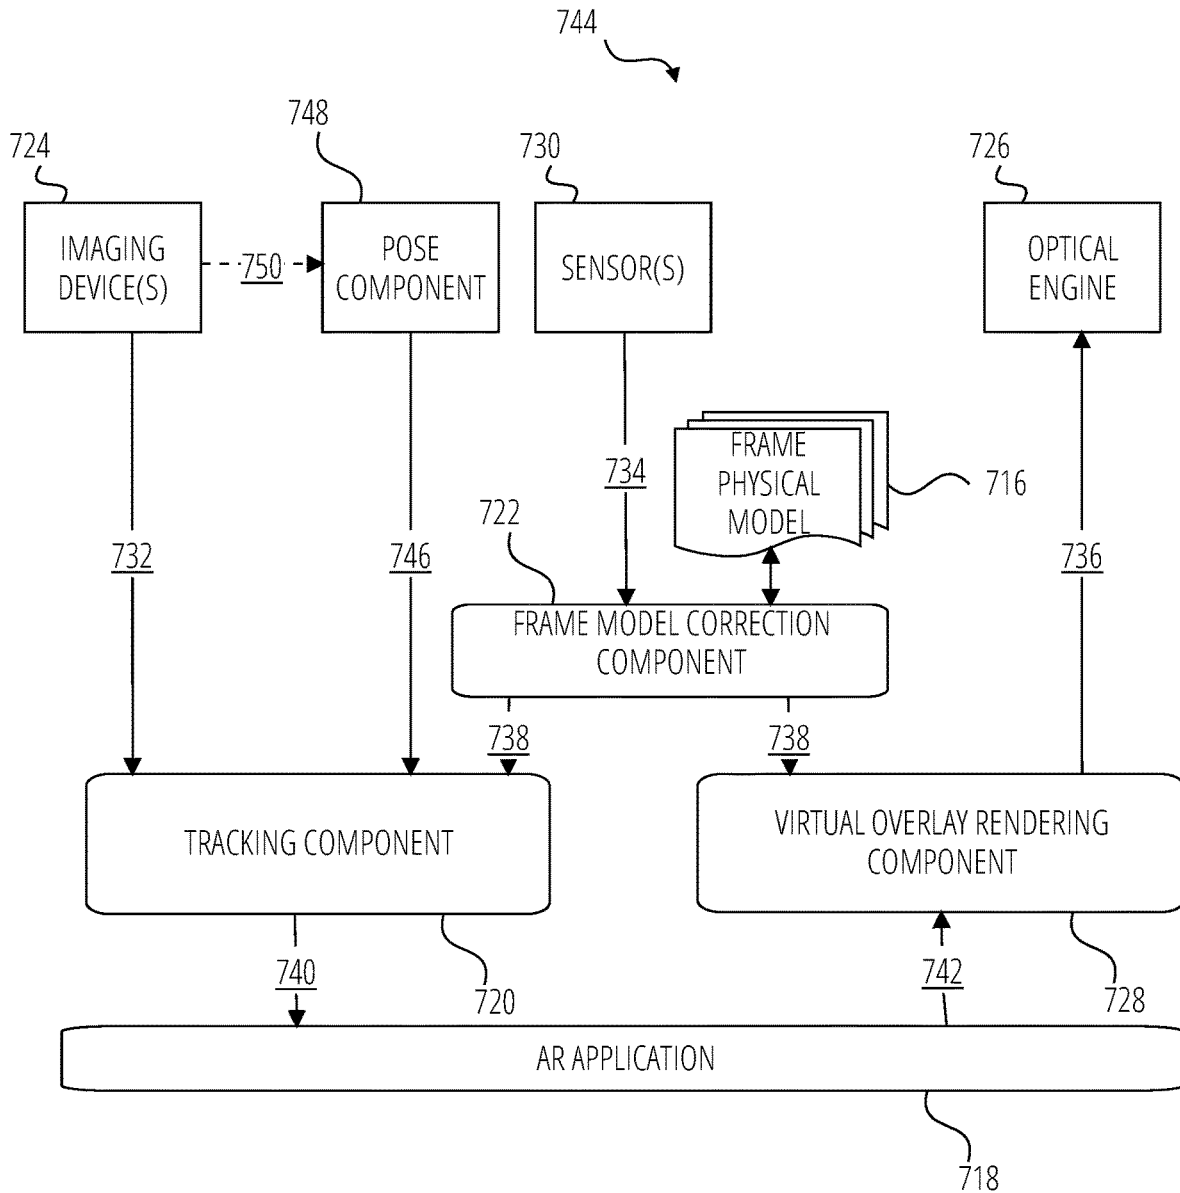 744
748
724
730
726
IMAGING
DEVICE(S)
750
POSE
COMPONENT
SENSOR(S)
OPTICAL
ENGINE
FRAME
PHYSICAL
MODEL
716
734
722
732
746
736
FRAME MODEL CORRECTION
COMPONENT
738
738
TRACKING COMPONENT
VIRTUAL OVERLAY RENDERING
COMPONENT
740
720
742
728
AR APPLICATION
718